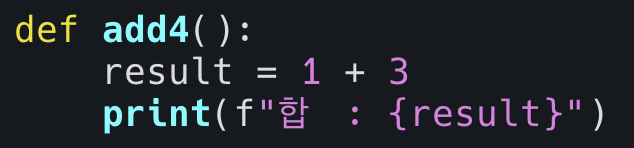 def add4():
    result = 1 + 3
    print(f"합 : {result}")